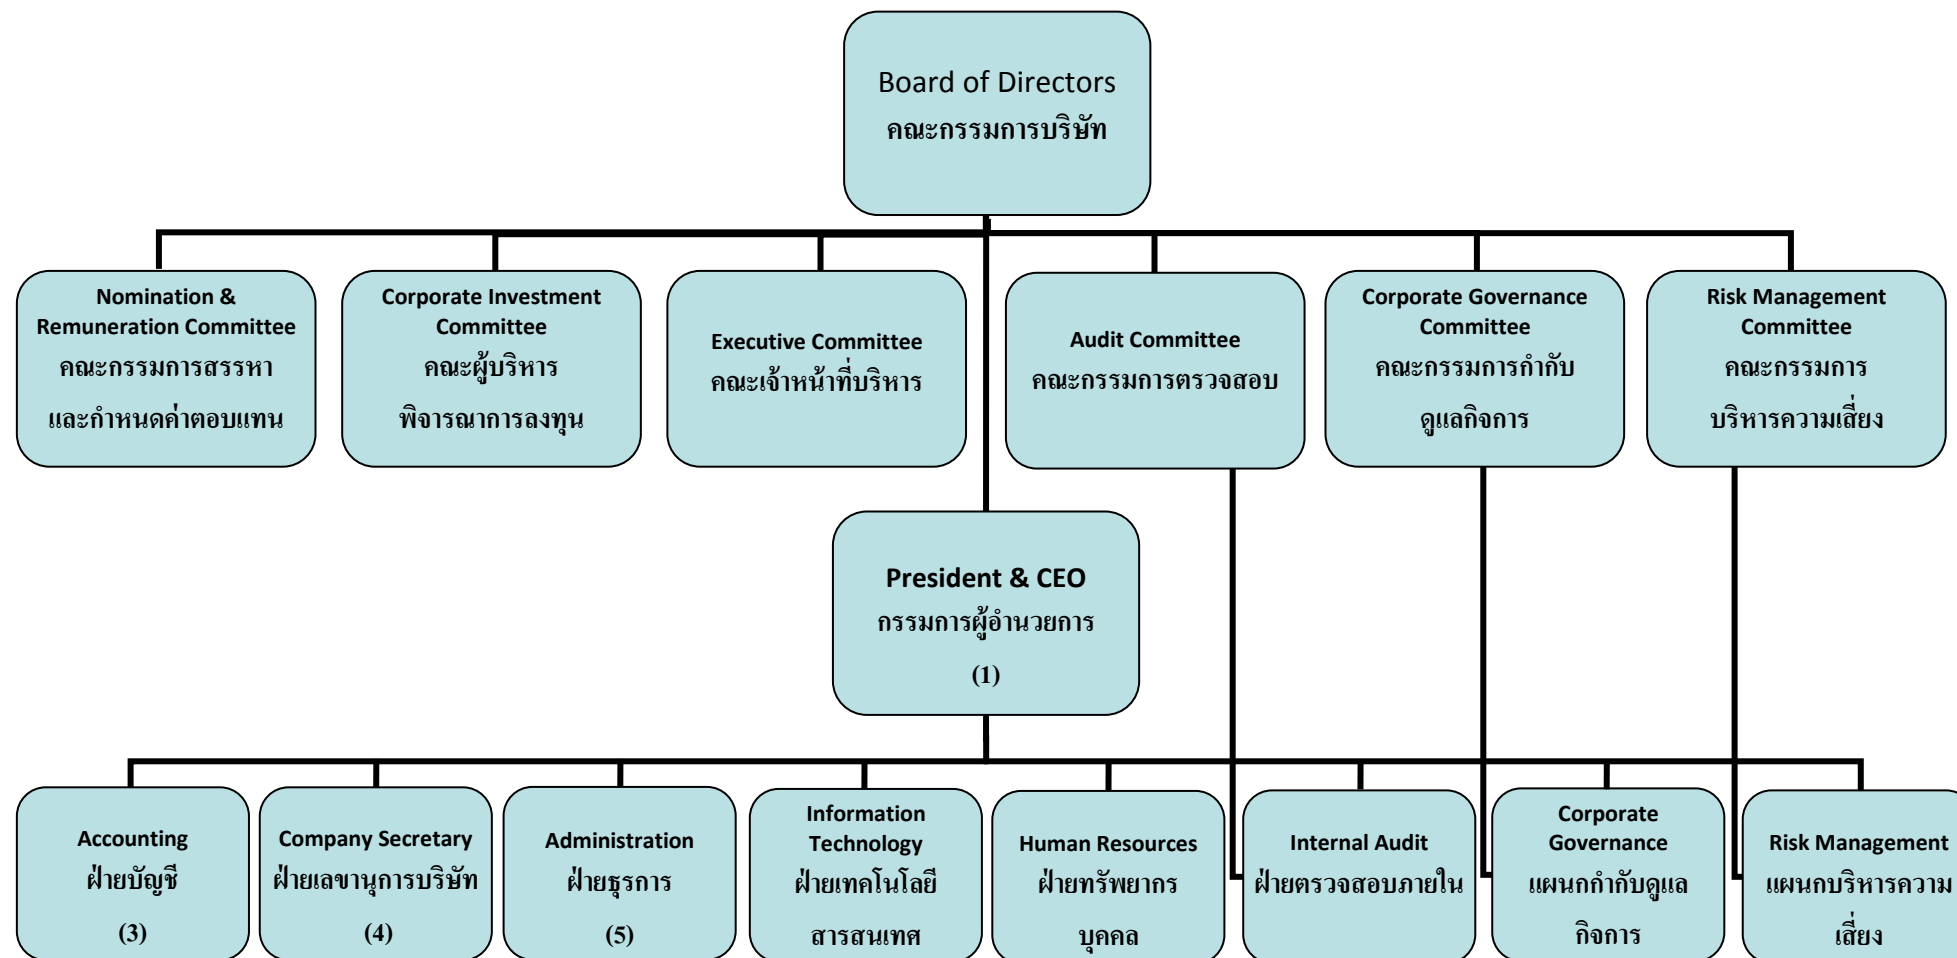 Board of Directors
คณะกรรมการบริษัท
Nomination &
Remuneration Committee
คณะกรรมการสรรหา
และกำหนดค่าตอบแทน
Corporate Investment
Committee
คณะผู้บริหาร
พิจารณาการลงทุน
Executive Committee
คณะเจ้าหน้าที่บริหาร
Audit Committee
คณะกรรมการตรวจสอบ
Corporate Governance
Committee
คณะกรรมการกำกับ
ดูแลกิจการ
Risk Management
Committee
คณะกรรมการ
บริหารความเสี่ยง
President & CEO
กรรมการผู้อำนวยการ
(1)
Accounting
ฝ่ายบัญชี
(3)
Company Secretary
ฝ่ายเลขานุการบริษัท
(4)
Administration
ฝ่ายธุรการ
(5)
Information
Technology
ฝ่ายเทคโนโลยี
สารสนเทศ
Human Resources
ฝ่ายทรัพยากร
บุคคล
Internal Audit
ฝ่ายตรวจสอบภายใน
Corporate
Governance
แผนกกำกับดูแล
กิจการ
Risk Management
แผนกบริหารความ
เสี่ยง